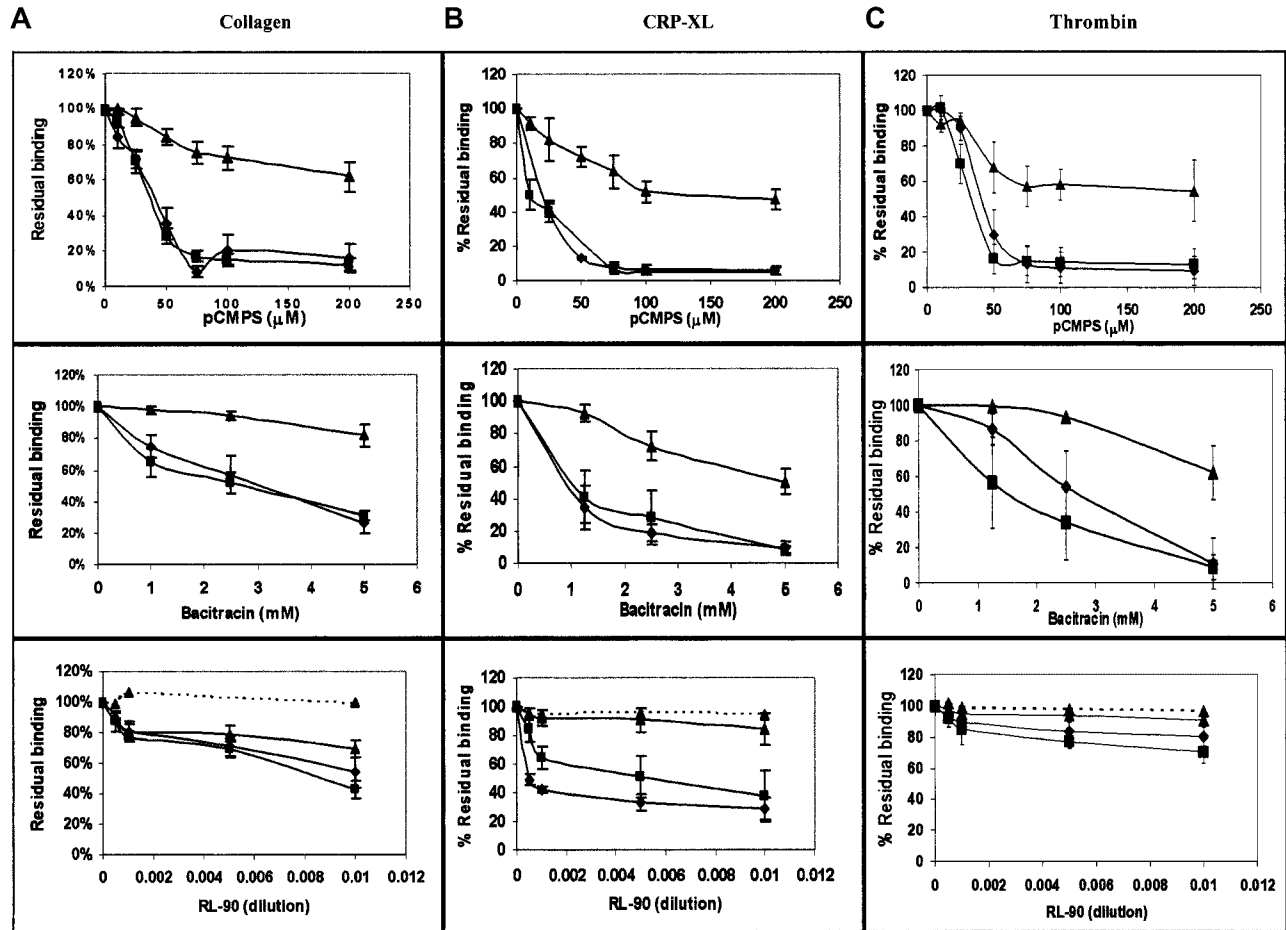 A Collagen
B CRP-XL
C Thrombin
120%
100%
80%
60%
40%
20%
0%
Residual binding
0 50 100 150 200 250
pCMPS (μM)
120
100
80
60
40
20
0
% Residual binding
0 50 100 150 200 250
pCMPS (μM)
120
100
80
60
40
20
0
% Residual binding
0 50 100 150 200 250
pCMPS (μM)
120%
100%
80%
60%
40%
20%
0%
Residual binding
0 1 2 3 4 5 6
Bacitracin (mM)
120
100
80
60
40
20
0
% Residual binding
0 1 2 3 4 5 6
Bacitracin (mM)
120
100
80
60
40
20
0
% Residual binding
0 1 2 3 4 5 6
Bacitracin (mM)
120%
100%
80%
60%
40%
20%
0%
Residual binding
0 0.002 0.004 0.006 0.008 0.01 0.012
RL-90 (dilution)
120
100
80
60
40
20
0
% Residual binding
0 0.002 0.004 0.006 0.008 0.01 0.012
RL-90 (dilution)
120
100
80
60
40
20
0
% Residual binding
0 0.002 0.004 0.006 0.008 0.01 0.012
RL-90 (dilution)